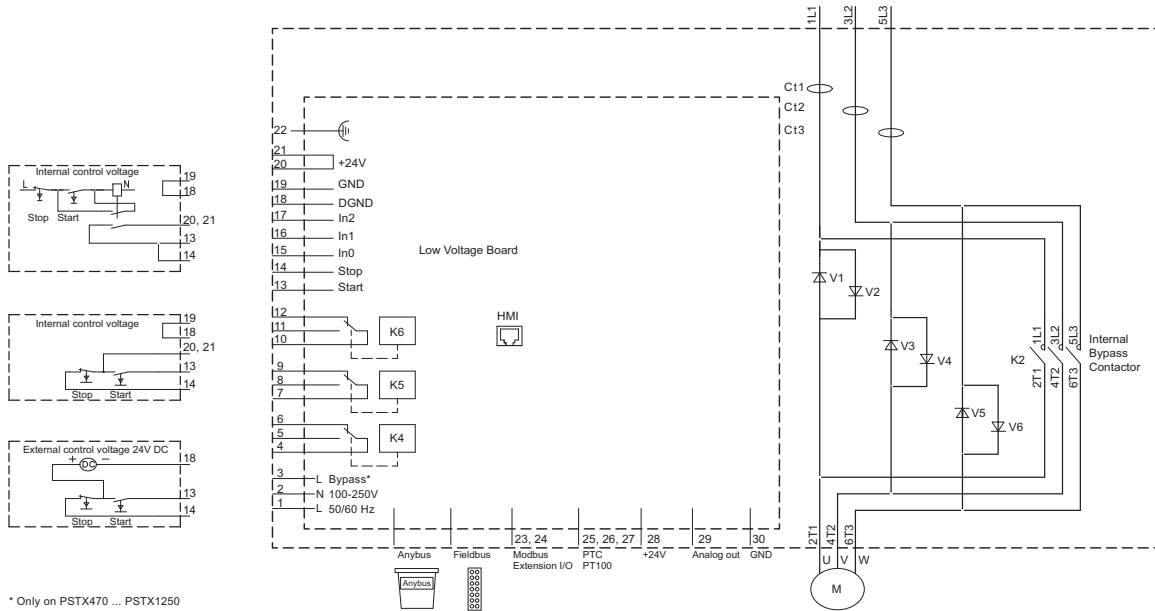 1L1
3L2
5L3
Ct1
Ct2
Ct3
22
21
20
+24V
19
GND
18
DGND
17
In2
16
In1
15
In0
14
Stop
13
Start
Low Voltage Board
HMI
12
11
10
K6
9
8
7
K5
6
5
4
K4
3
L Bypass*
2
N 100-250V
1
L 50/60 Hz
Internal control voltage
L
N
Stop Start
19
18
20, 21
13
14
Internal control voltage
19
18
20, 21
13
14
Stop Start
External control voltage 24V DC
+ DC −
18
13
14
Stop Start
V1
V2
V3
V4
V5
V6
K2
1L1
3L2
5L3
2T1
4T2
6T3
Internal
Bypass
Contactor
23, 24
25, 26, 27
28
29
30
Anybus
Fieldbus
Modbus
Extension I/O
PTC
PT100
+24V
Analog out
GND
Anybus
2T1
4T2
6T3
U
V
W
M
* Only on PSTX470 ... PSTX1250